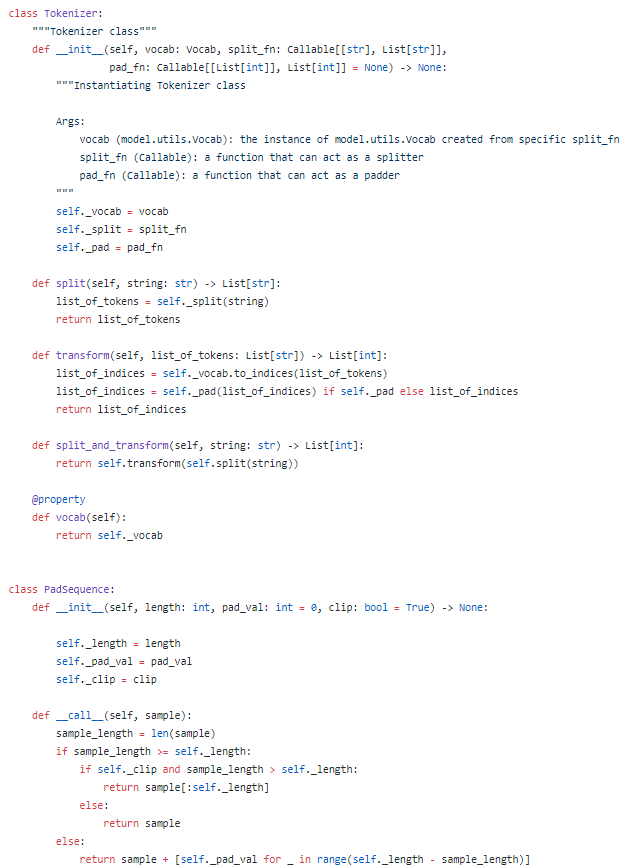 class Tokenizer:
    """Tokenizer class"""
    def __init__(self, vocab: Vocab, split_fn: Callable[[str], List[str]],
                 pad_fn: Callable[[List[int]], List[int]] = None) -> None:
        """Instantiating Tokenizer class

        Args:
            vocab (model.utils.Vocab): the instance of model.utils.Vocab created from specific split_fn
            split_fn (Callable): a function that can act as a splitter
            pad_fn (Callable): a function that can act as a padder
        """
        self._vocab = vocab
        self._split = split_fn
        self._pad = pad_fn

    def split(self, string: str) -> List[str]:
        list_of_tokens = self._split(string)
        return list_of_tokens

    def transform(self, list_of_tokens: List[str]) -> List[int]:
        list_of_indices = self._vocab.to_indices(list_of_tokens)
        list_of_indices = self._pad(list_of_indices) if self._pad else list_of_indices
        return list_of_indices

    def split_and_transform(self, string: str) -> List[int]:
        return self.transform(self.split(string))

    @property
    def vocab(self):
        return self._vocab


class PadSequence:
    def __init__(self, length: int, pad_val: int = 0, clip: bool = True) -> None:

        self._length = length
        self._pad_val = pad_val
        self._clip = clip

    def __call__(self, sample):
        sample_length = len(sample)
        if sample_length >= self._length:
            if self._clip and sample_length > self._length:
                return sample[:self._length]
            else:
                return sample
        else:
            return sample + [self._pad_val for _ in range(self._length - sample_length)]